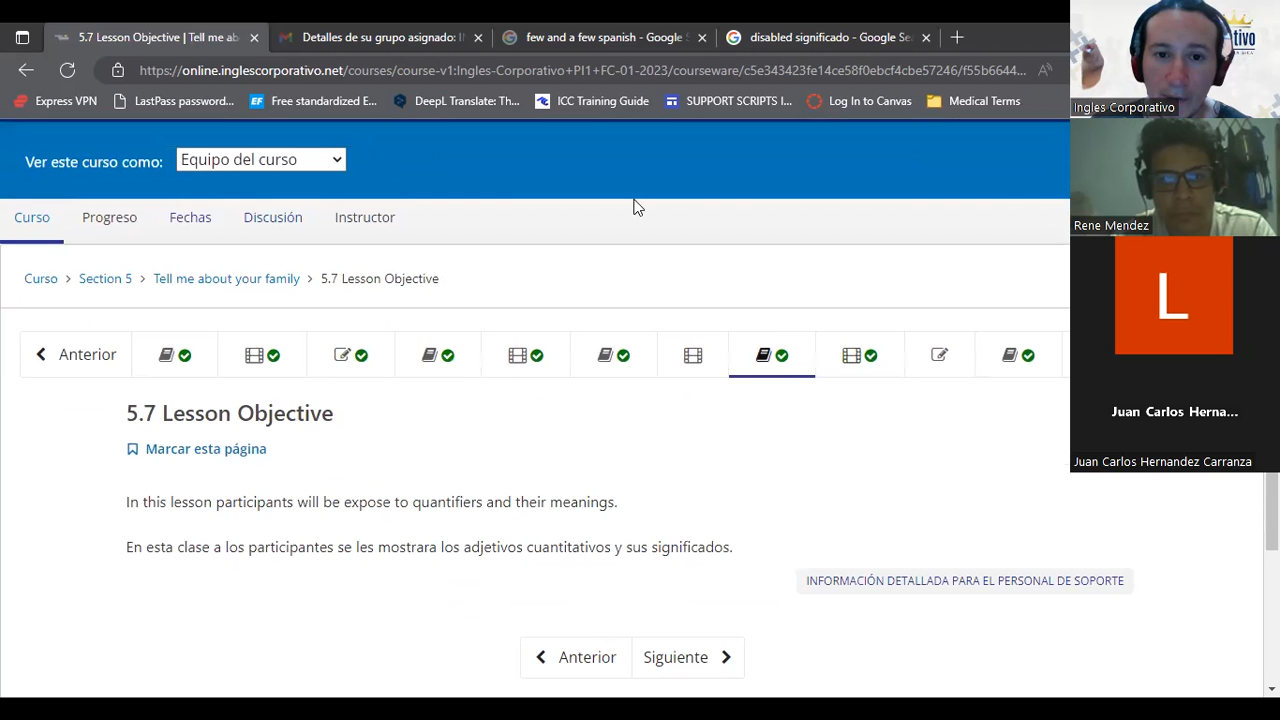 5.7 Lesson Objective | Tell me ab
Detalles de su grupo asignado: I
few and a few spanish - Google S
disabled significado - Google Sea
https://online.inglescorporativo.net/courses/course-v1:Ingles-Corporativo+PI1+FC-01-2023/courseware/c5e343423fe14ce58f0ebcf4cbe57246/f55b6644...
Express VPN
LastPass password...
EF Free standardized E...
DeepL Translate: Th...
ICC Training Guide
SUPPORT SCRIPTS I...
Log In to Canvas
Medical Terms
Ver este curso como:
Equipo del curso
Curso
Progreso
Fechas
Discusión
Instructor
Curso > Section 5 > Tell me about your family > 5.7 Lesson Objective
Anterior
5.7 Lesson Objective
Marcar esta página
In this lesson participants will be expose to quantifiers and their meanings.
En esta clase a los participantes se les mostrara los adjetivos cuantitativos y sus significados.
INFORMACIÓN DETALLADA PARA EL PERSONAL DE SOPORTE
Anterior
Siguiente
Ingles Corporativo
Rene Mendez
L
Juan Carlos Herna...
Juan Carlos Hernandez Carranza